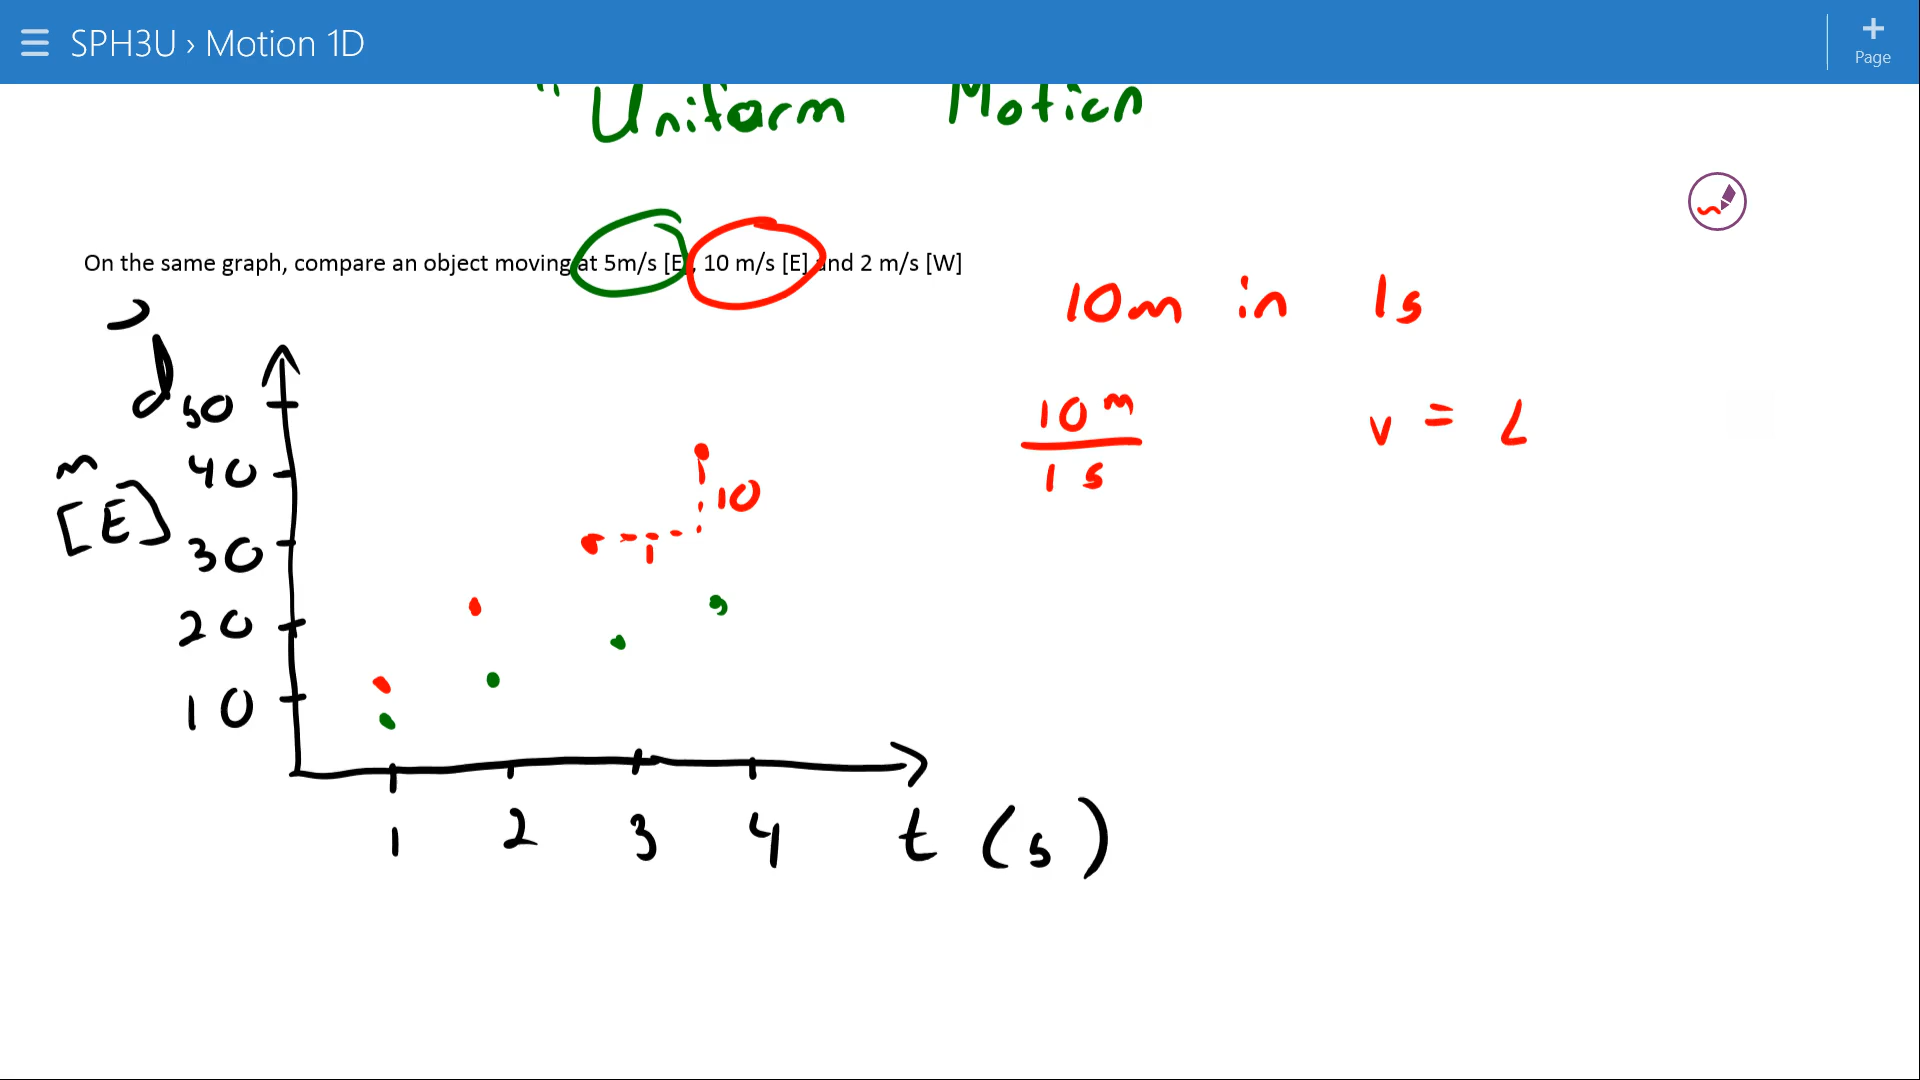 SPH3U › Motion 1D
+
Page
" Uniform Motion
On the same graph, compare an object moving at 5m/s [E], 10 m/s [E] and 2 m/s [W]
10m in 1s
d
50
10 m
1 s
v =
m
40
10
[E]
30
1
20
10
1 2 3 4 t (s)